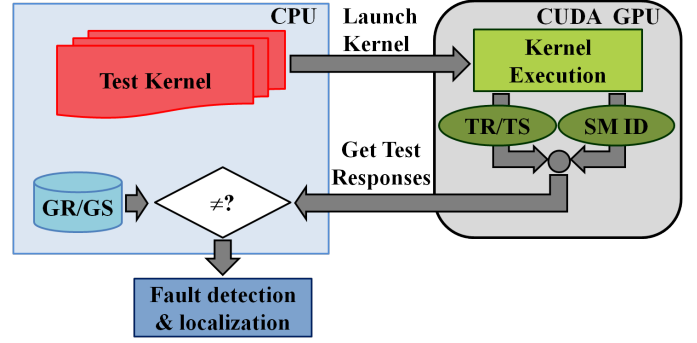 CPU
Launch
Kernel
CUDA GPU
Test Kernel
Kernel
Execution
TR/TS
SM ID
Get Test
Responses
GR/GS
≠?
Fault detection
& localization